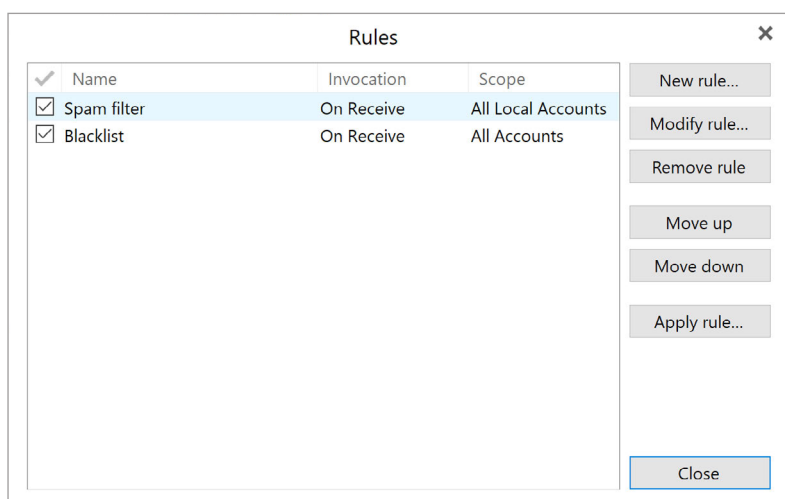 Rules
Name Invocation Scope
Spam filter On Receive All Local Accounts
Blacklist On Receive All Accounts
New rule...
Modify rule...
Remove rule
Move up
Move down
Apply rule...
Close